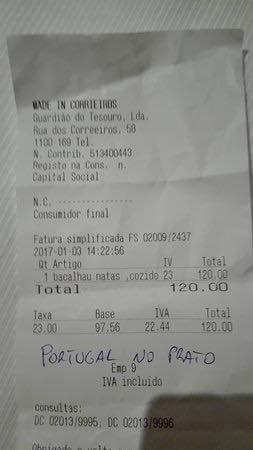 MADE IN CORREIROS
Guardião do Tesouro, Lda.
Rua dos Correeiros, 58
1100 169 Tel.
N. Contrib. 513400443
Registo na Cons. n.
Capital Social
N.C. ---------------
Consumidor final
Fatura simplificada FS 02009/2437
2017-01-03 14:22:56
Qt Artigo IV Total
1 bacalhau natas ,cozido 23 120.00
Total 120.00
Taxa Base IVA Total
23.00 97.56 22.44 120.00
PORTUGAL NO PRATO
Emp 9
IVA incluido
consultas:
DC 02013/9995, DC 02013/9996
Obrigado e volte